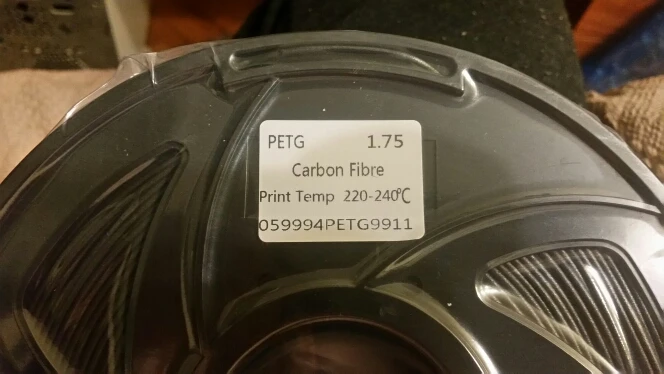 PETG 1.75
Carbon Fibre
Print Temp 220-240℃
059994PETG9911